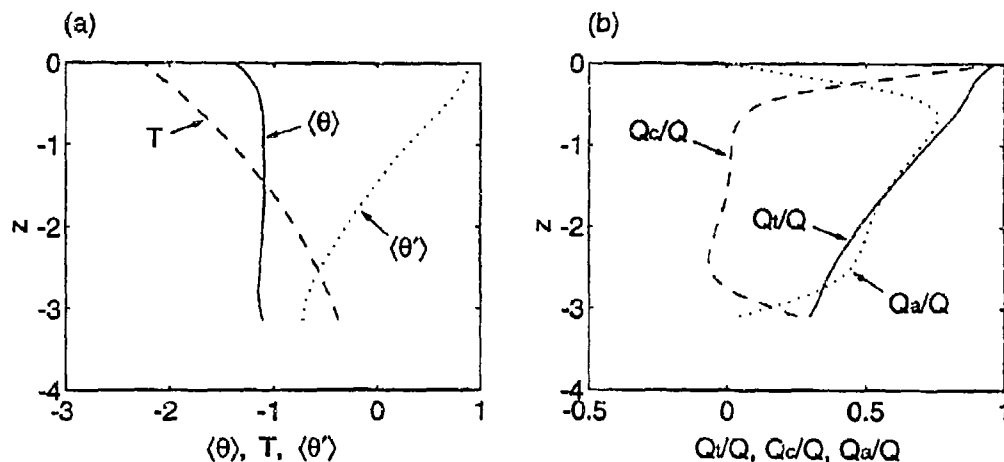 (a)
0
-1
-2
-3
-4
z
T
⟨θ⟩
⟨θ'⟩
-3 -2 -1 0 1
⟨θ⟩, T, ⟨θ'⟩
(b)
0
-1
-2
-3
-4
z
Qc/Q
Qt/Q
Qa/Q
-0.5 0 0.5 1
Qt/Q, Qc/Q, Qa/Q